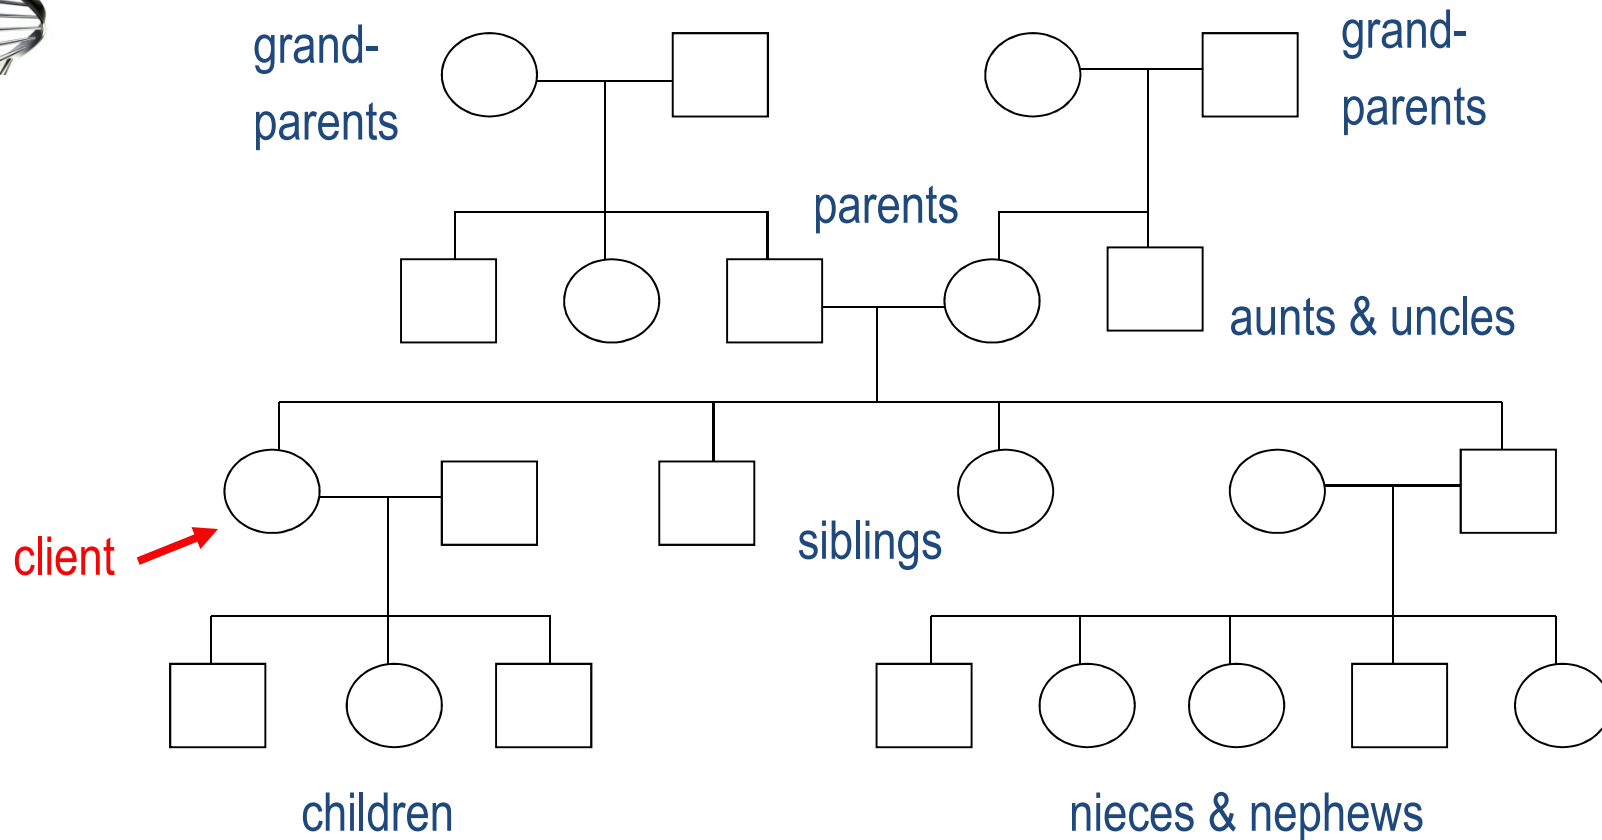 grand-
parents
grand-
parents
parents
aunts & uncles
client
siblings
children
nieces & nephews